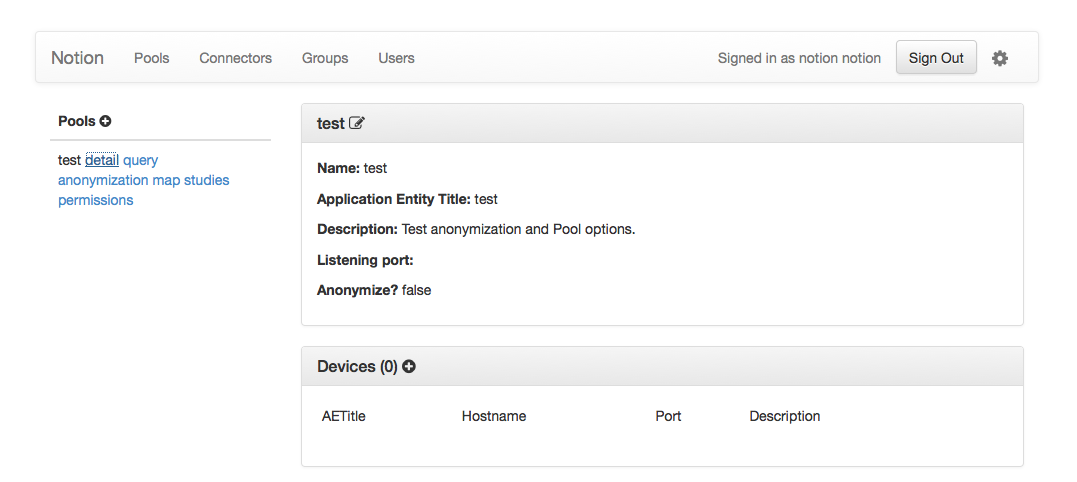 Notion Pools Connectors Groups Users Signed in as notion notion Sign Out
Pools
test detail query
anonymization map studies
permissions
test
Name: test
Application Entity Title: test
Description: Test anonymization and Pool options.
Listening port:
Anonymize? false
Devices (0)
AETitle Hostname Port Description